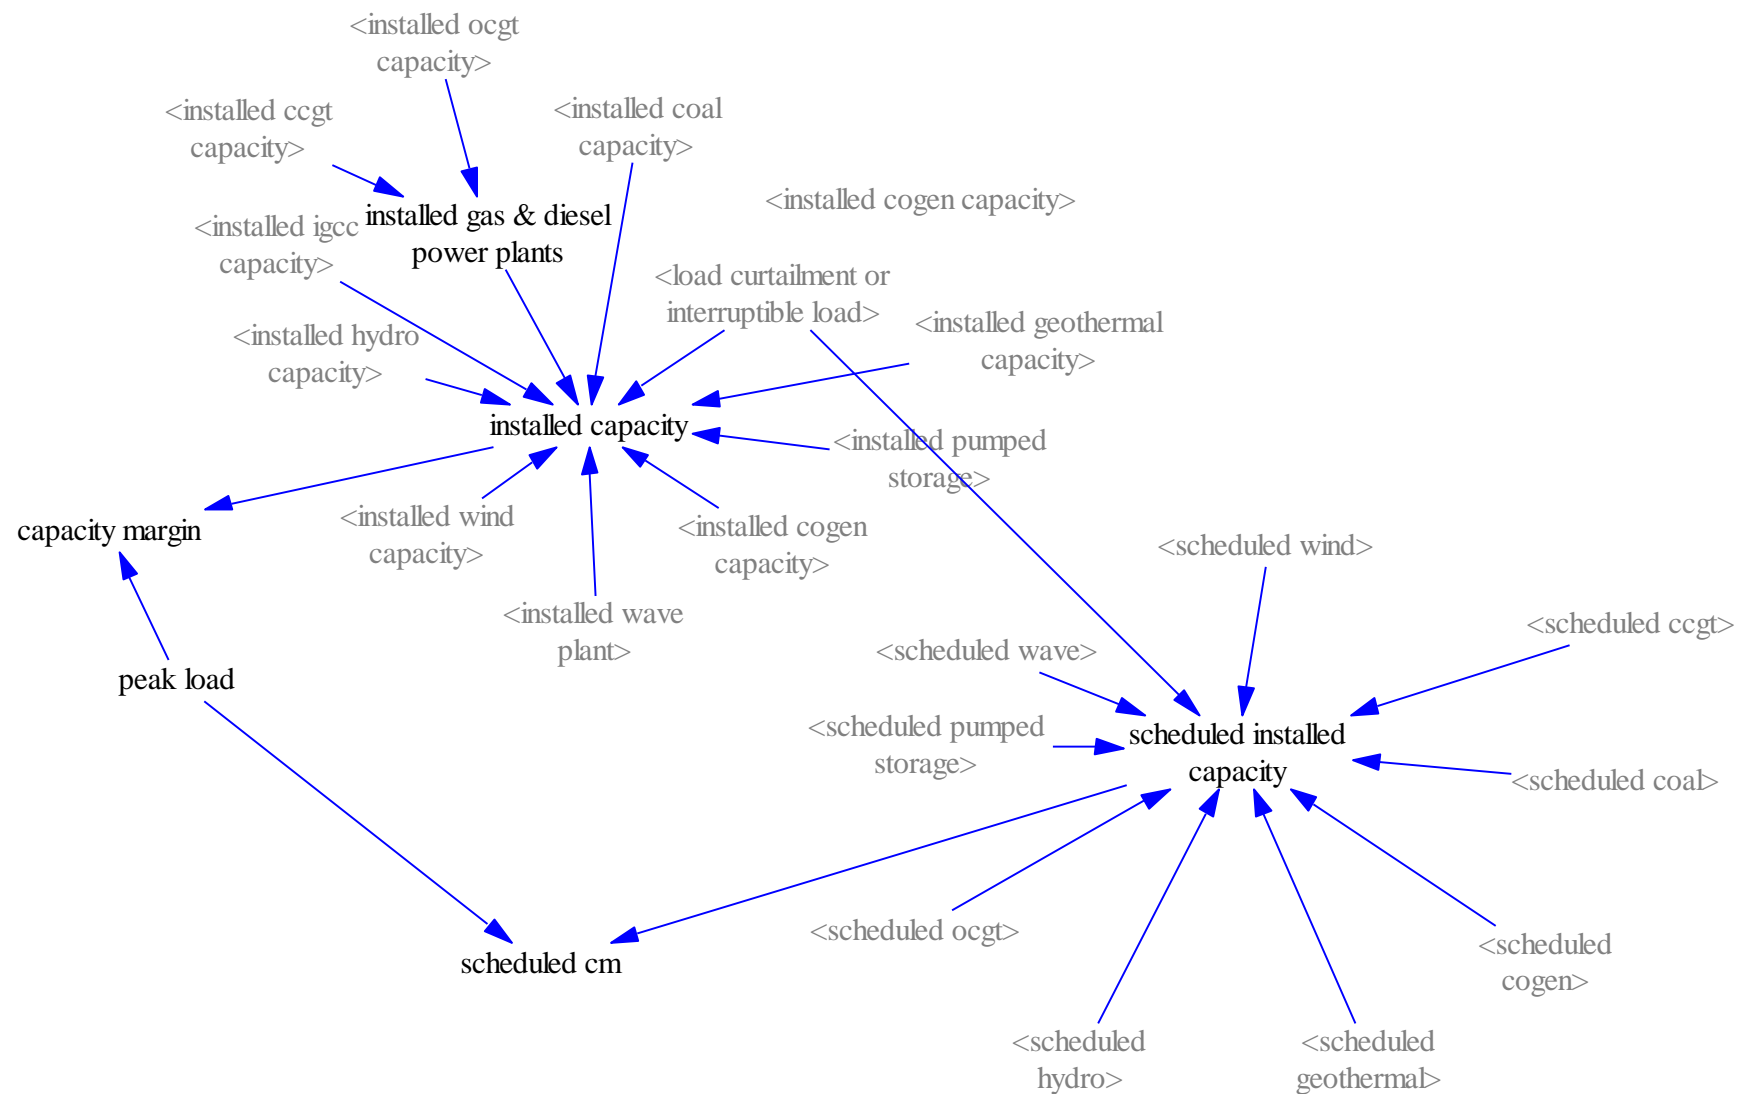 <installed ocgt
capacity>
<installed ccgt
capacity>
<installed coal
capacity>
<installed cogen capacity>
installed gas & diesel
power plants
<installed igcc
capacity>
<load curtailment or
interruptible load>
<installed geothermal
capacity>
<installed hydro
capacity>
installed capacity
<installed pumped
storage>
capacity margin
<installed wind
capacity>
<installed cogen
capacity>
<installed wave
plant>
<scheduled wind>
<scheduled ccgt>
<scheduled wave>
peak load
<scheduled pumped
storage>
scheduled installed
capacity
<scheduled coal>
<scheduled ocgt>
<scheduled
cogen>
scheduled cm
<scheduled
hydro>
<scheduled
geothermal>